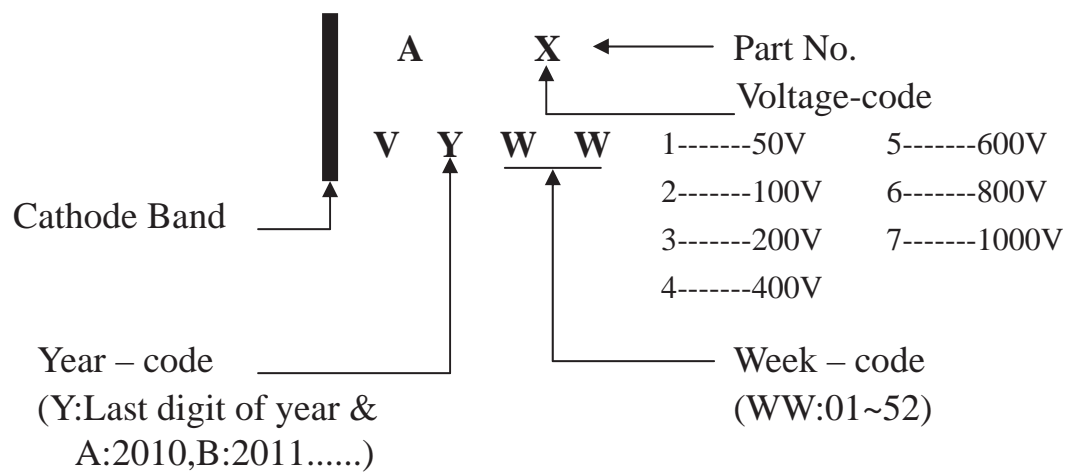 A X Part No.
Voltage-code
V Y W W
1-------50V 5-------600V
2-------100V 6-------800V
3-------200V 7-------1000V
4-------400V
Cathode Band
Year – code
(Y:Last digit of year &
A:2010,B:2011......)
Week – code
(WW:01~52)